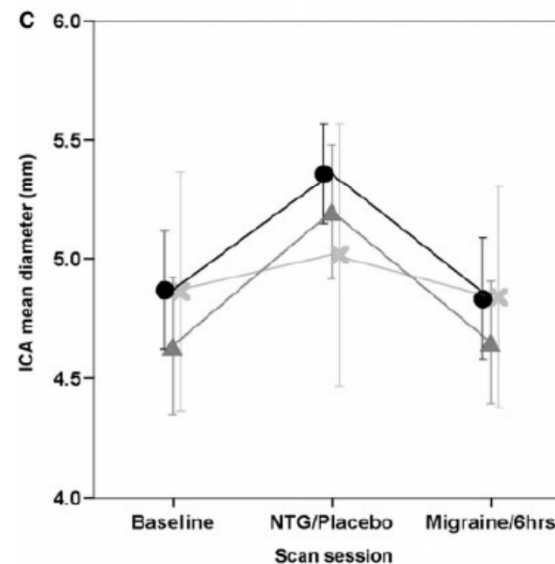 C
6.0
5.5
5.0
4.5
4.0
ICA mean diameter (mm)
Baseline NTG/Placebo Migraine/6hrs
Scan session